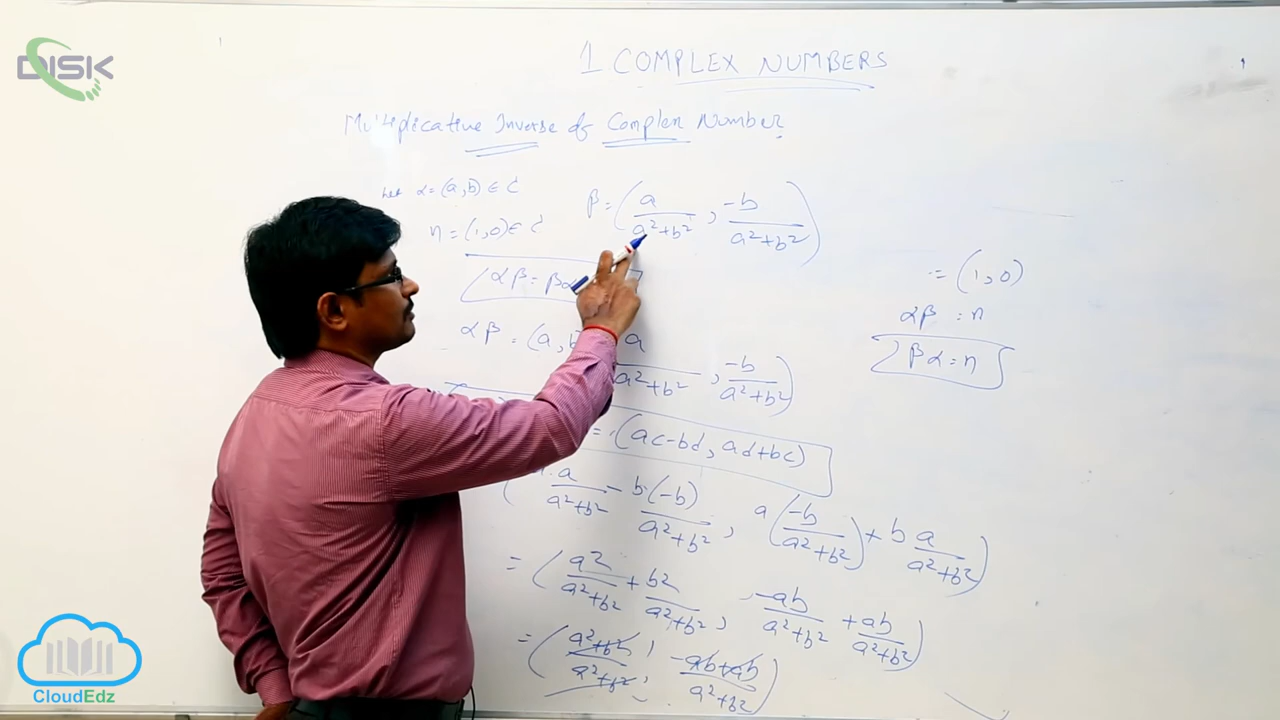 DISK
1 COMPLEX NUMBERS
Multiplicative Inverse of Complex Number
Let α = (a, b) ∈ C
β = (a/(a²+b²), -b/(a²+b²))
n = (1, 0) ∈ C
αβ = βα
αβ = (a, b) (a/(a²+b²), -b/(a²+b²))
= (ac-bd, ad+bc)
(a·a/(a²+b²) - b(-b)/(a²+b²), a(-b/(a²+b²)) + b a/(a²+b²))
= (a²/(a²+b²) + b²/(a²+b²), -ab/(a²+b²) + ab/(a²+b²))
= (a²+b²/a²+b², -ab+ab/a²+b²)
= (1, 0)
αβ = n
βα = n
CloudEdz